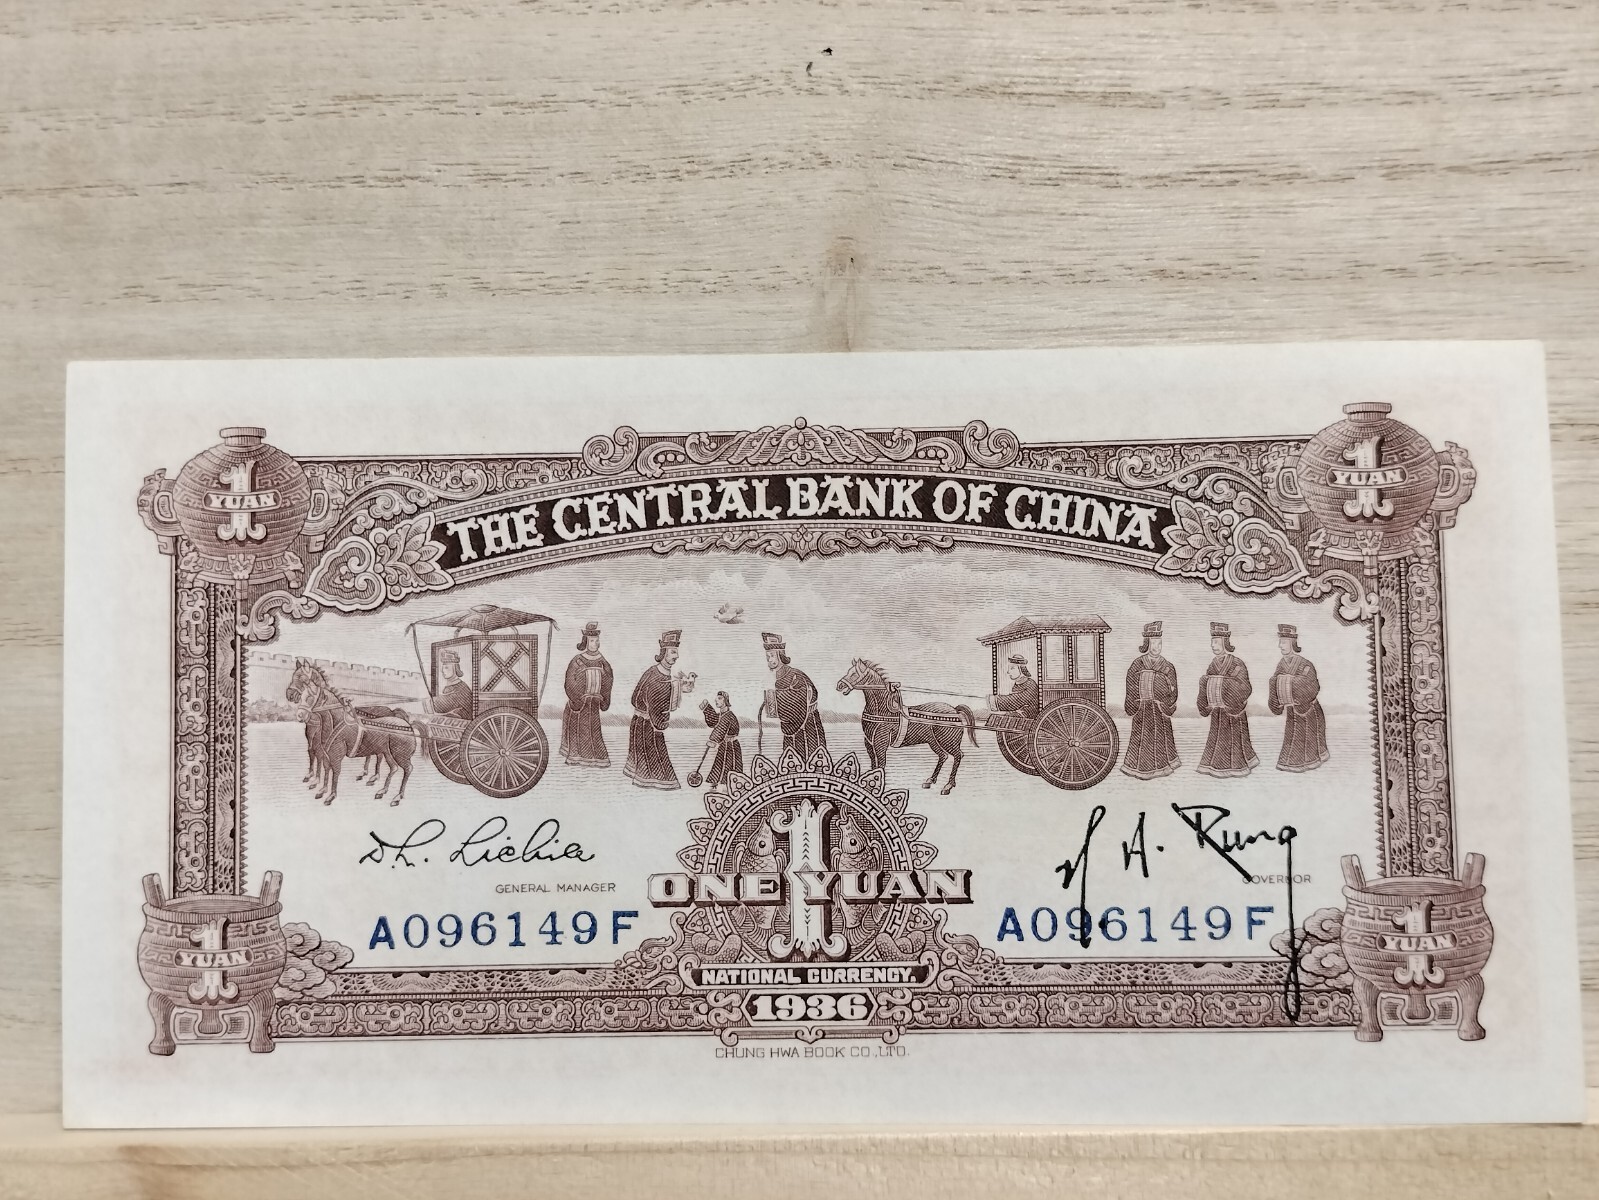 THE CENTRAL BANK OF CHINA
1 YUAN
1 YUAN
GENERAL MANAGER
GOVERNOR
H. H. Kung
A096149F
A096149F
1
ONE YUAN
1 YUAN
1 YUAN
NATIONAL CURRENCY.
1936
CHUNG HWA BOOK CO.,LTD.